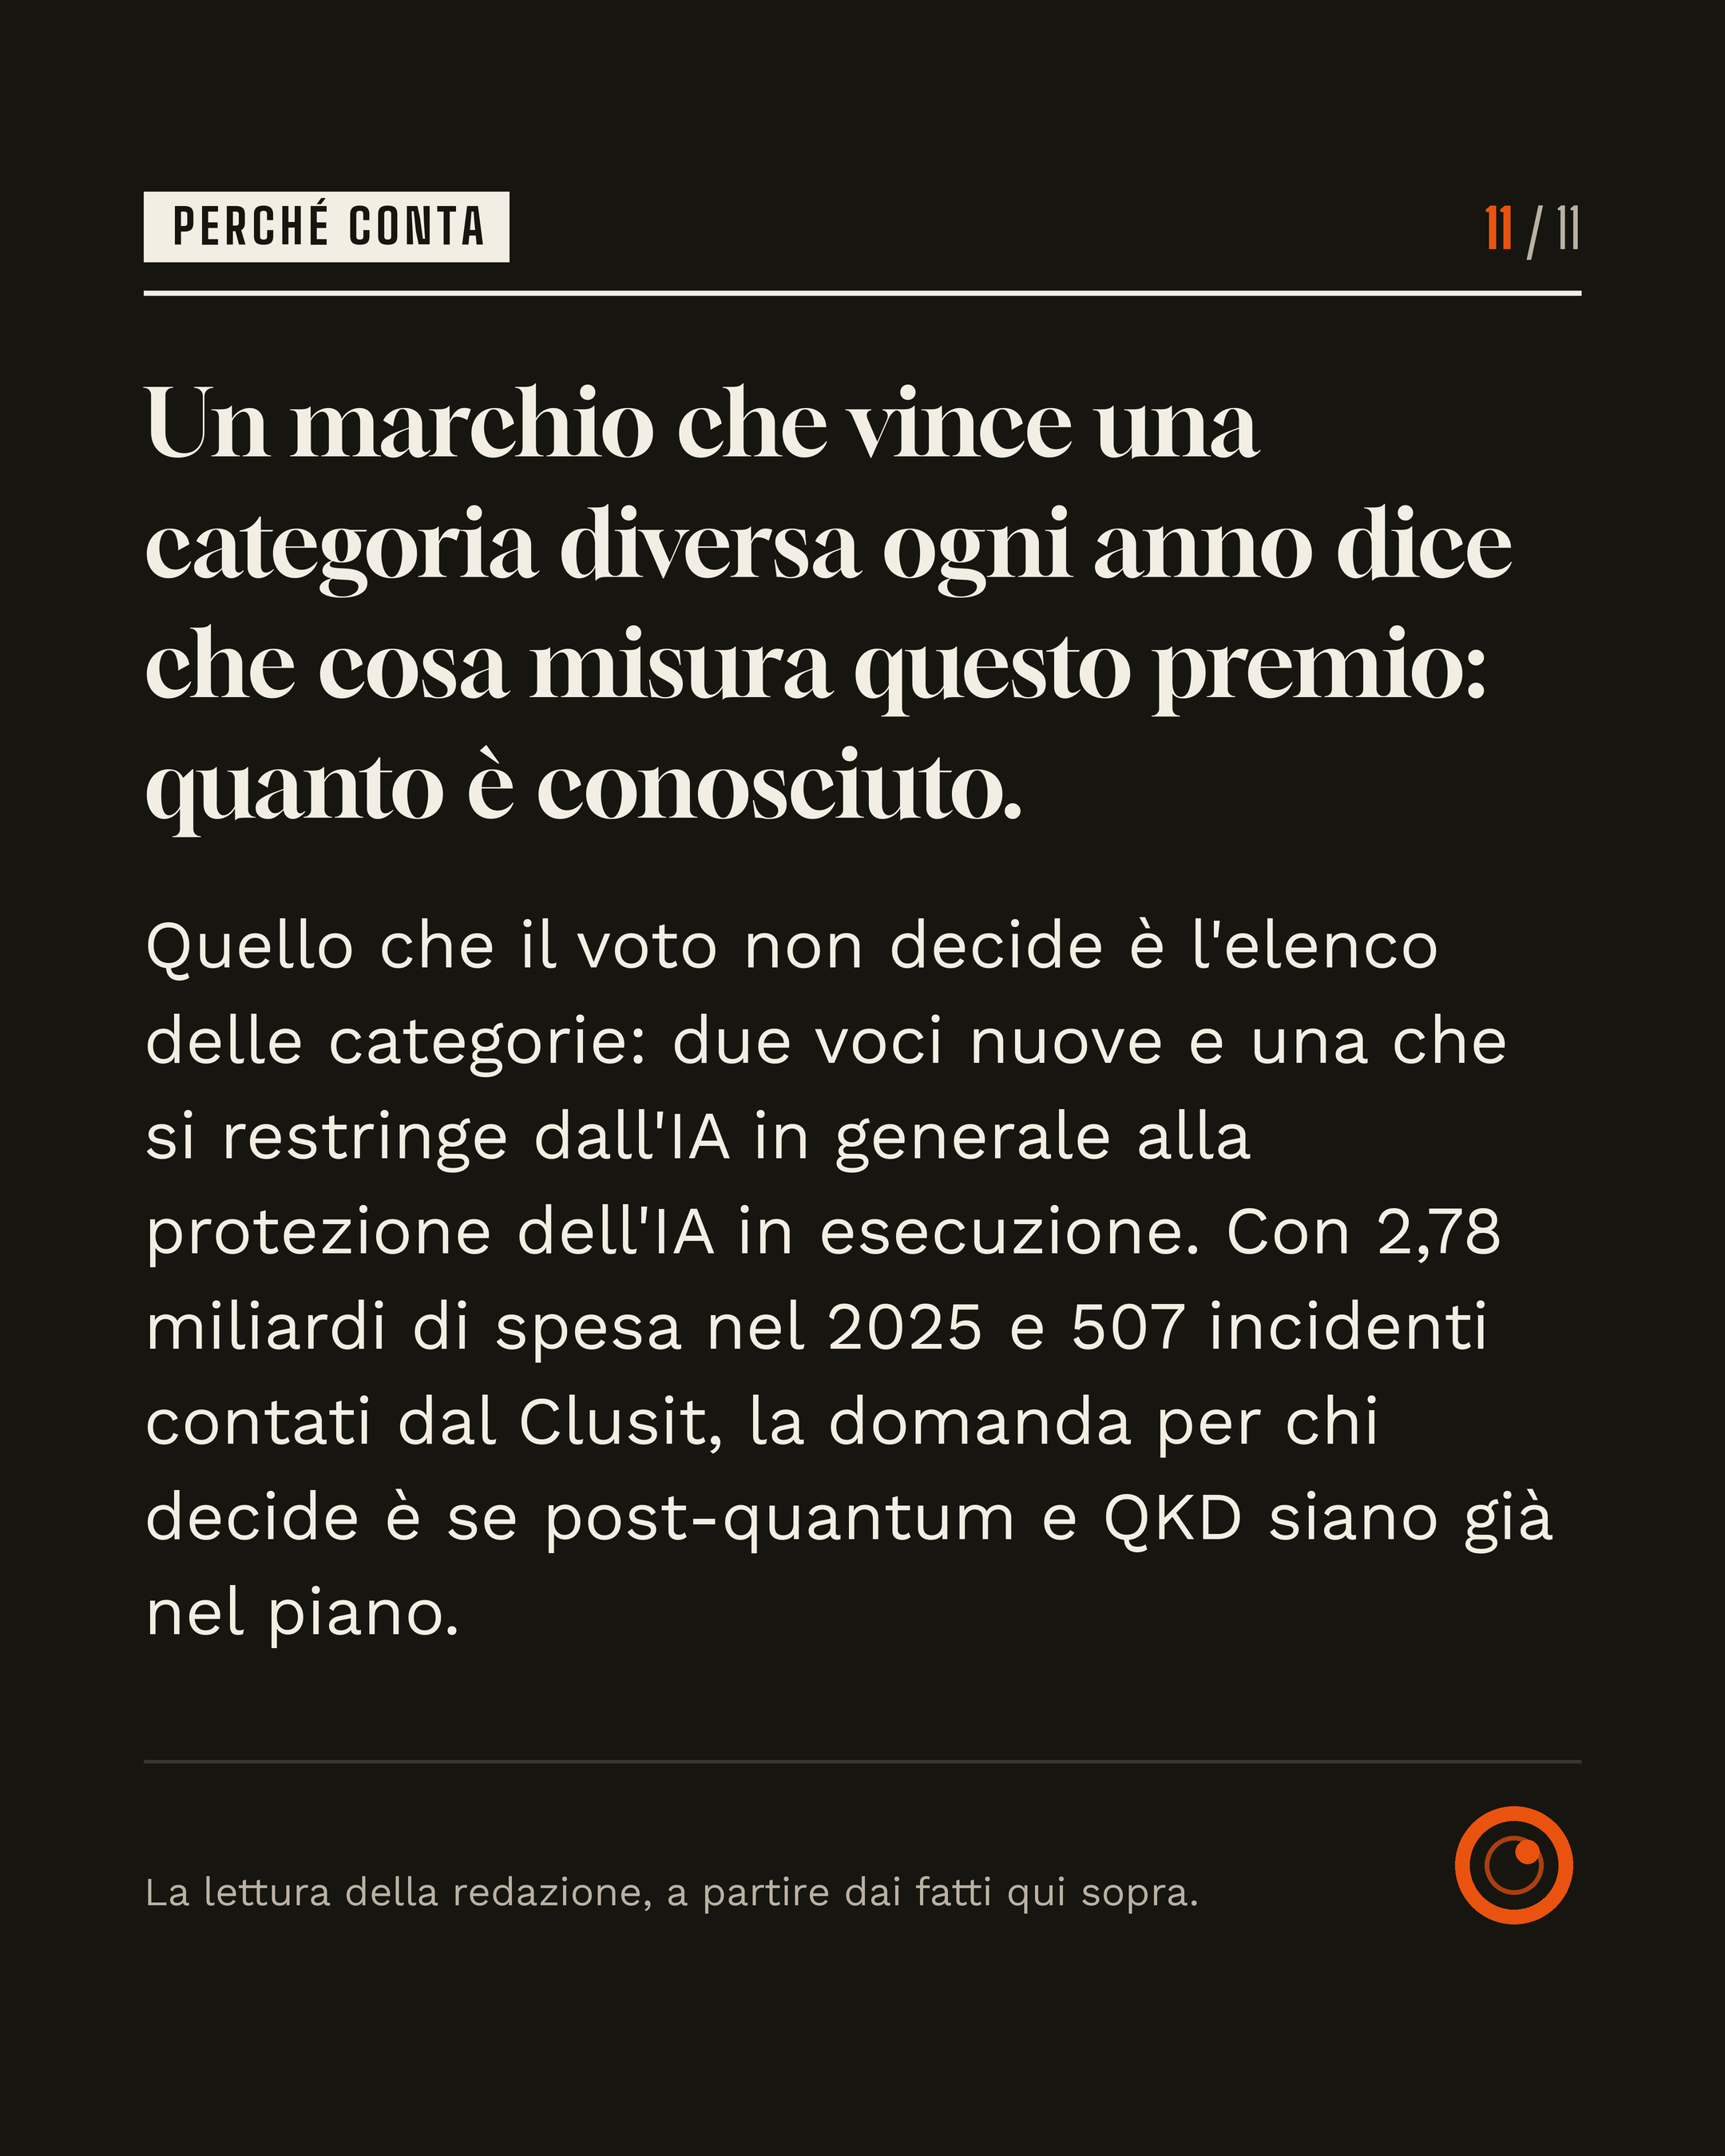 PERCHÉ CONTA
11 / 11
Un marchio che vince una
categoria diversa ogni anno dice
che cosa misura questo premio:
quanto è conosciuto.
Quello che il voto non decide è l'elenco
delle categorie: due voci nuove e una che
si restringe dall'IA in generale alla
protezione dell'IA in esecuzione. Con 2,78
miliardi di spesa nel 2025 e 507 incidenti
contati dal Clusit, la domanda per chi
decide è se post-quantum e QKD siano già
nel piano.
La lettura della redazione, a partire dai fatti qui sopra.